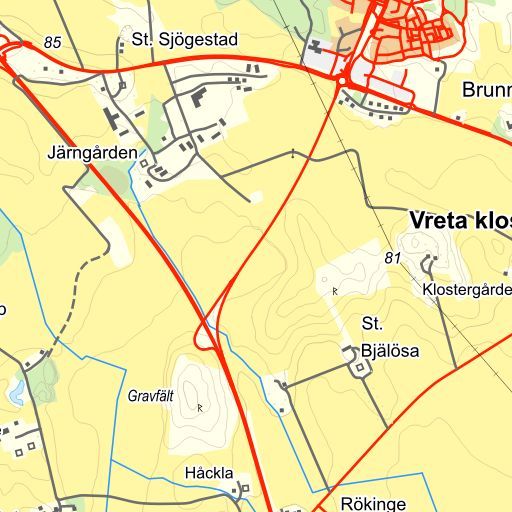 85
St. Sjögestad
Brunn
Järngården
Vreta klos
81
Klostergårde
St.
Bjälösa
Gravfält
R
R
Håckla
Rökinge